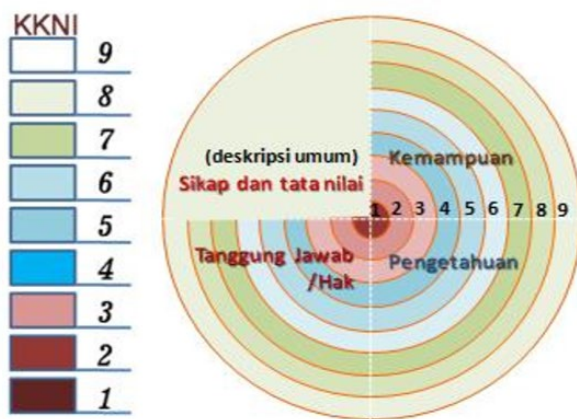 KKNI
9
8
7
6
5
4
3
2
1
(deskripsi umum)
Sikap dan tata nilai
Kemampuan
1 2 3 4 5 6 7 8 9
Tanggung Jawab
/Hak
Pengetahuan